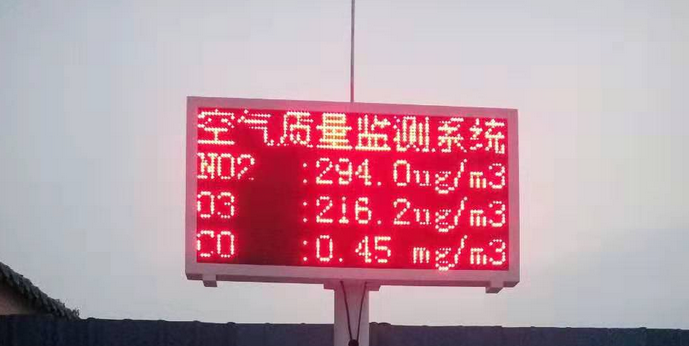 空气质量监测系统
NO2 :294.0ug/m3
O3 :216.2ug/m3
CO :0.45 mg/m3